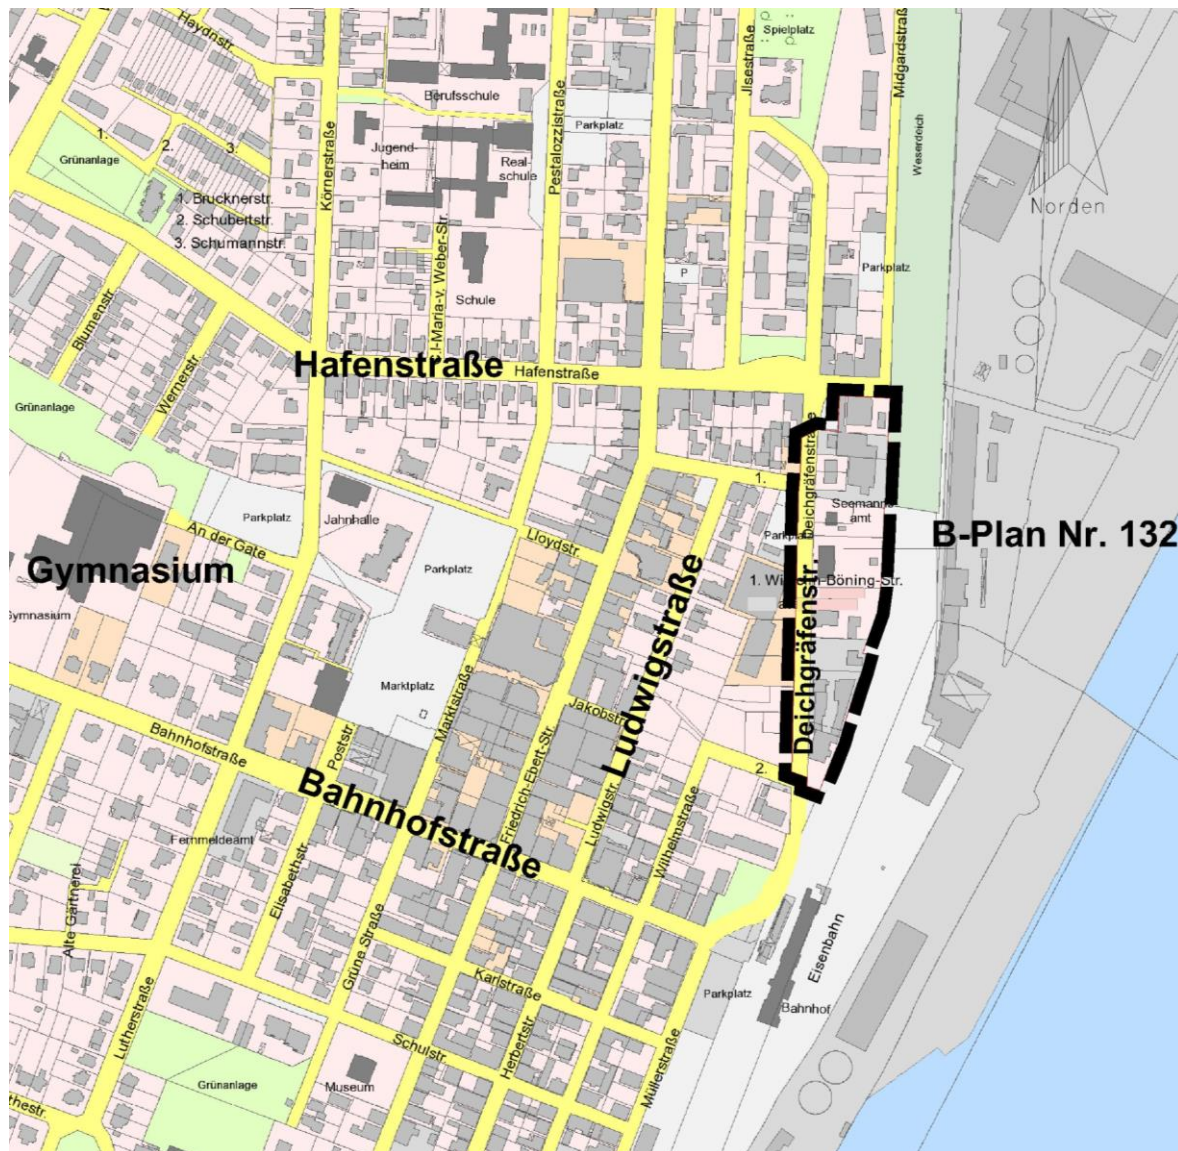 Haydnstr.
Spielplatz
Jlsestraße
Midgardstraße
Berufsschule
Parkplatz
Körnerstraße
Pestalozzistraße
Weserdeich
1.
2.
3.
Grünanlage
Jugend-
heim
Real-
schule
1. Brucknerstr.
2. Schubertstr.
3. Schumannstr.
Norden
Parkplatz
P
Schule
Blumenstr.
Wernerstr.
Hafenstraße
Hafenstraße
Grünanlage
Deichgräfenstraße
1.
Seemanns-
amt
Parkplatz
Jahnhalle
An der Gate
Lloydstr.
Parkplatz
Parkplatz
B-Plan Nr. 132
Gymnasium
Gymnasium
Ludwigstraße
Deichgräfenstr.
Marktplatz
Marktstraße
Jakobstr.
Bahnhofstraße
Poststr
2.
Bahnhofstraße
Friedrich-Ebert-Str.
Ludwigstr.
Wilhelmstraße
Fernmeldeamt
Elisabethstr.
Alte Gärtnerei
Grüne Straße
Karlstraße
Eisenbahn
Parkplatz
Bahnhof
Lutherstraße
Schulstr.
Herbertstr.
Müllerstraße
Grünanlage
Museum